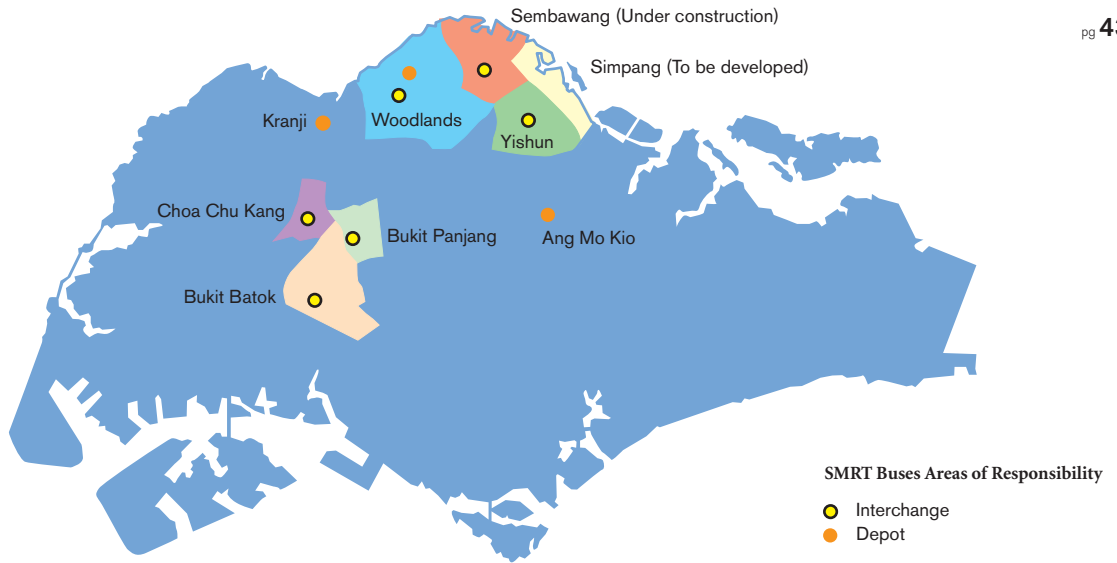 Sembawang (Under construction)
pg 43
Simpang (To be developed)
Kranji
Woodlands
Yishun
Choa Chu Kang
Bukit Panjang
Ang Mo Kio
Bukit Batok
SMRT Buses Areas of Responsibility
Interchange
Depot